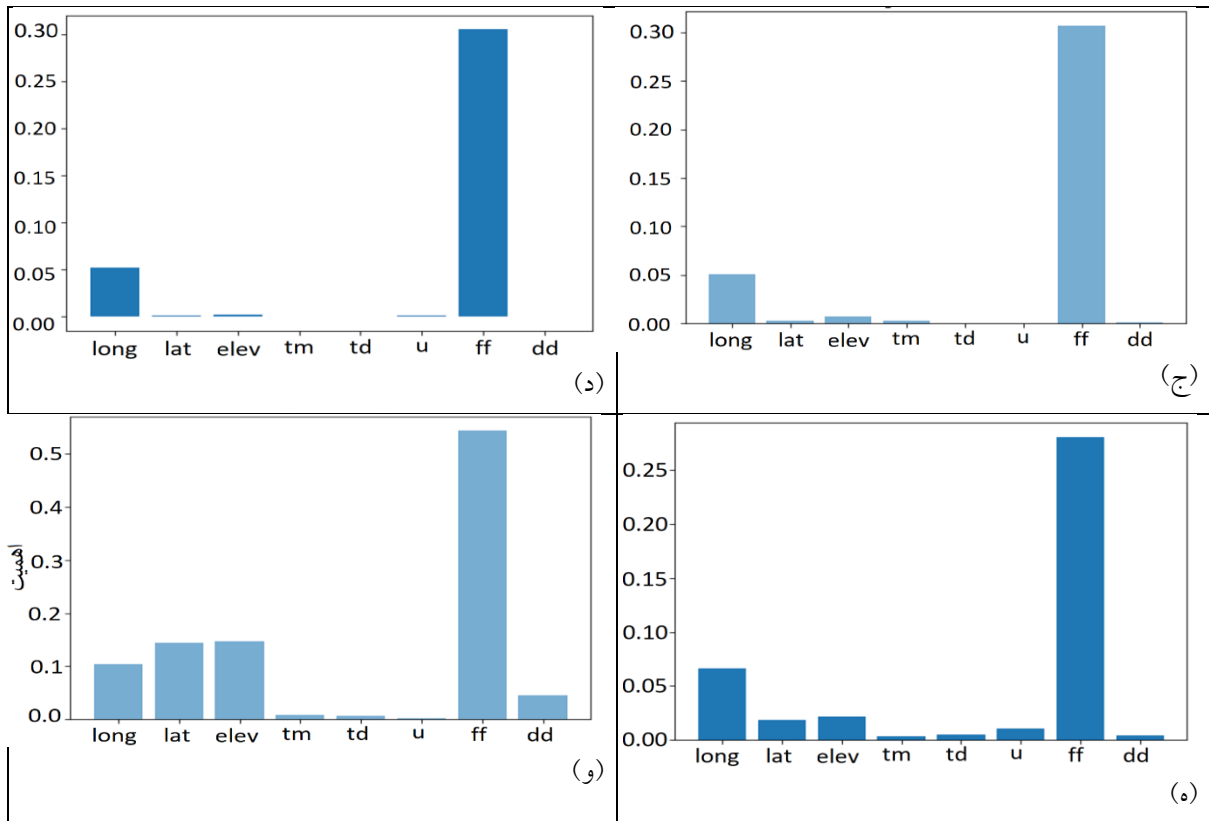 0.30
0.25
0.20
0.15
0.10
0.05
0.00
long lat elev tm td u ff dd
(ج)
0.30
0.25
0.20
0.15
0.10
0.05
0.00
long lat elev tm td u ff dd
(د)
0.25
0.20
0.15
0.10
0.05
0.00
long lat elev tm td u ff dd
(ه)
اهمیت
0.5
0.4
0.3
0.2
0.1
0.0
long lat elev tm td u ff dd
(و)